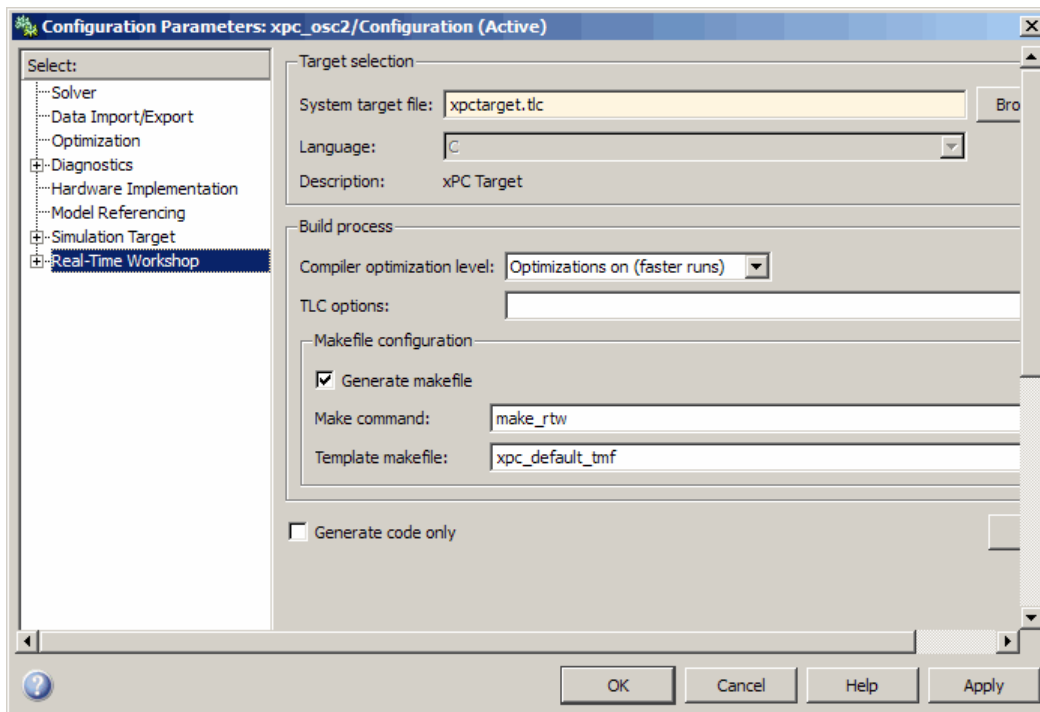 Configuration Parameters: xpc_osc2/Configuration (Active)
Select:
Solver
Data Import/Export
Optimization
Diagnostics
Hardware Implementation
Model Referencing
Simulation Target
Real-Time Workshop
Target selection
System target file: xpctarget.tlc Bro
Language: C
Description: xPC Target
Build process
Compiler optimization level: Optimizations on (faster runs)
TLC options:
Makefile configuration
Generate makefile
Make command: make_rtw
Template makefile: xpc_default_tmf
Generate code only
? OK Cancel Help Apply